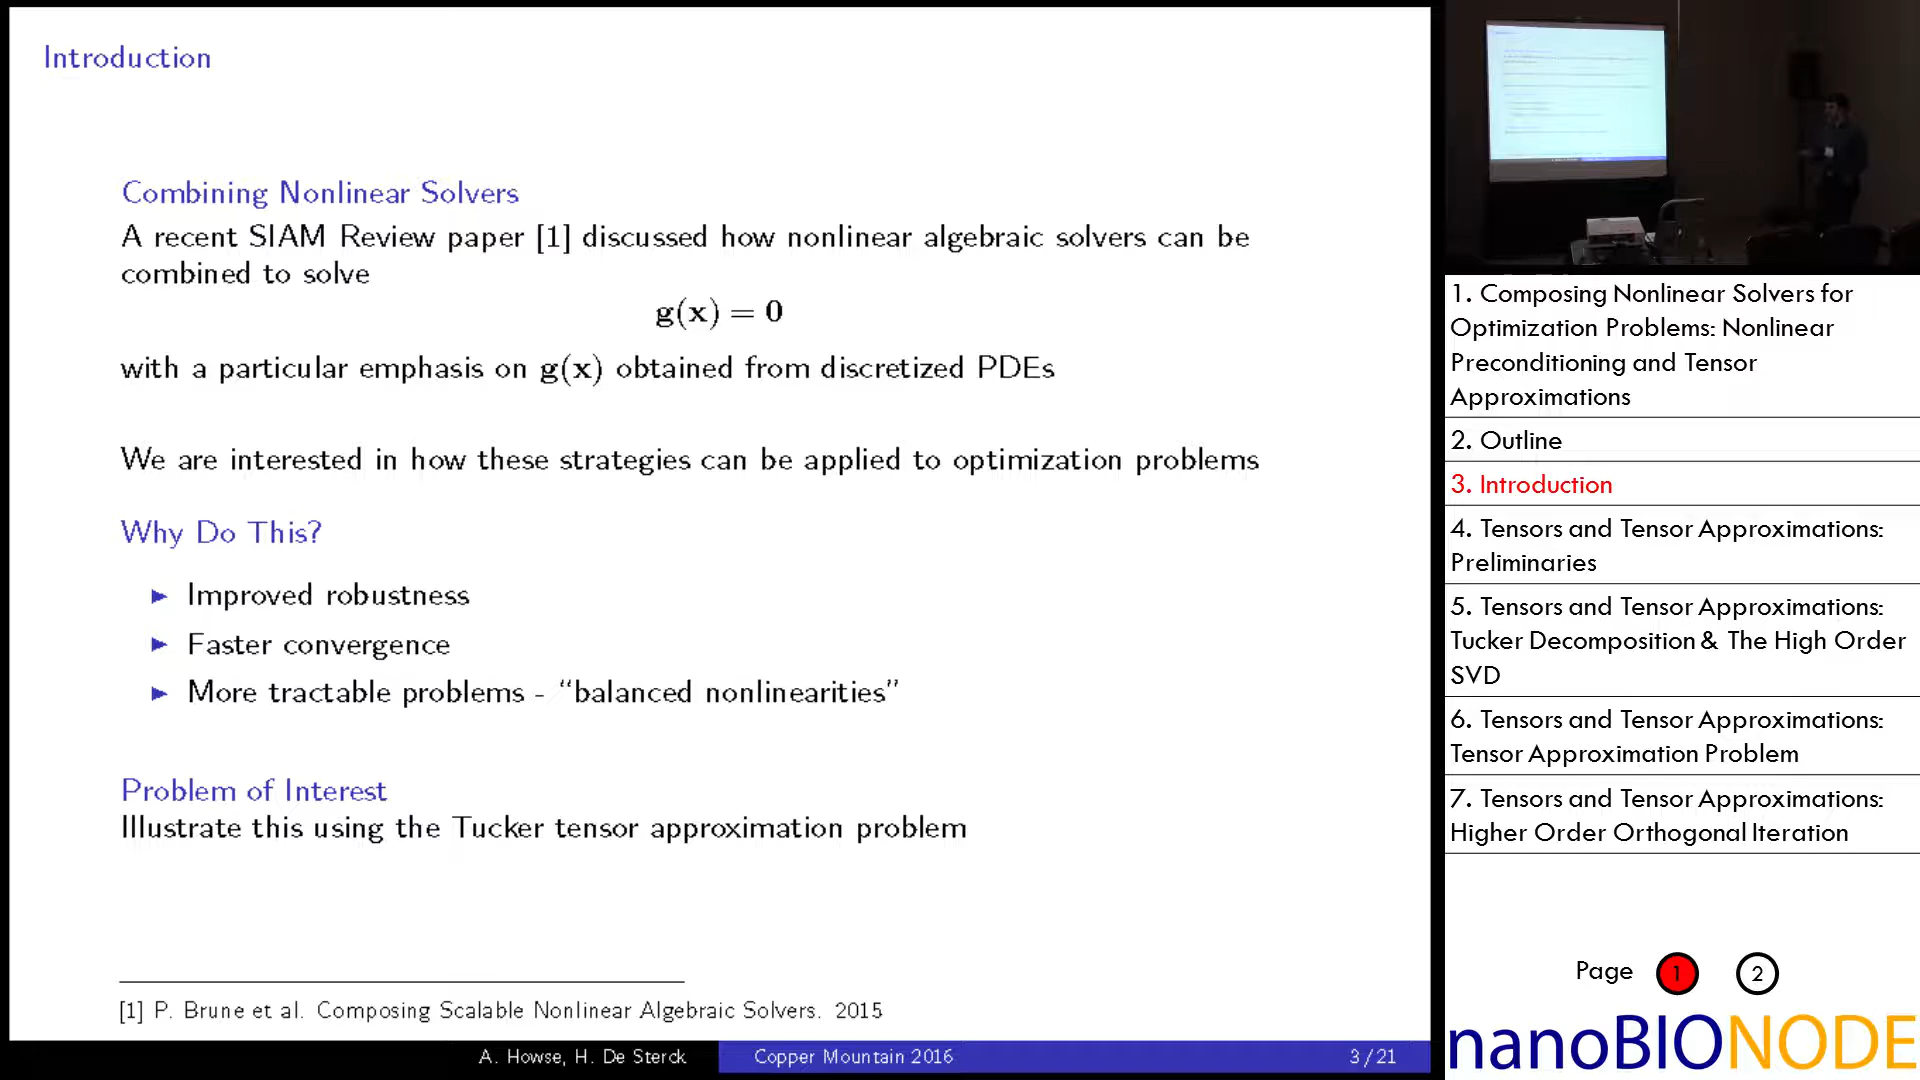 Introduction
Combining Nonlinear Solvers
A recent SIAM Review paper [1] discussed how nonlinear algebraic solvers can be
combined to solve
g(x) = 0
with a particular emphasis on g(x) obtained from discretized PDEs
We are interested in how these strategies can be applied to optimization problems
Why Do This?
▶ Improved robustness
▶ Faster convergence
▶ More tractable problems - “balanced nonlinearities”
Problem of Interest
Illustrate this using the Tucker tensor approximation problem
[1] P. Brune et al. Composing Scalable Nonlinear Algebraic Solvers. 2015
A. Howse, H. De Sterck
Copper Mountain 2016
3/21
1. Composing Nonlinear Solvers for
Optimization Problems: Nonlinear
Preconditioning and Tensor
Approximations
2. Outline
3. Introduction
4. Tensors and Tensor Approximations:
Preliminaries
5. Tensors and Tensor Approximations:
Tucker Decomposition & The High Order
SVD
6. Tensors and Tensor Approximations:
Tensor Approximation Problem
7. Tensors and Tensor Approximations:
Higher Order Orthogonal Iteration
Page 1 2
nanoBIONODE